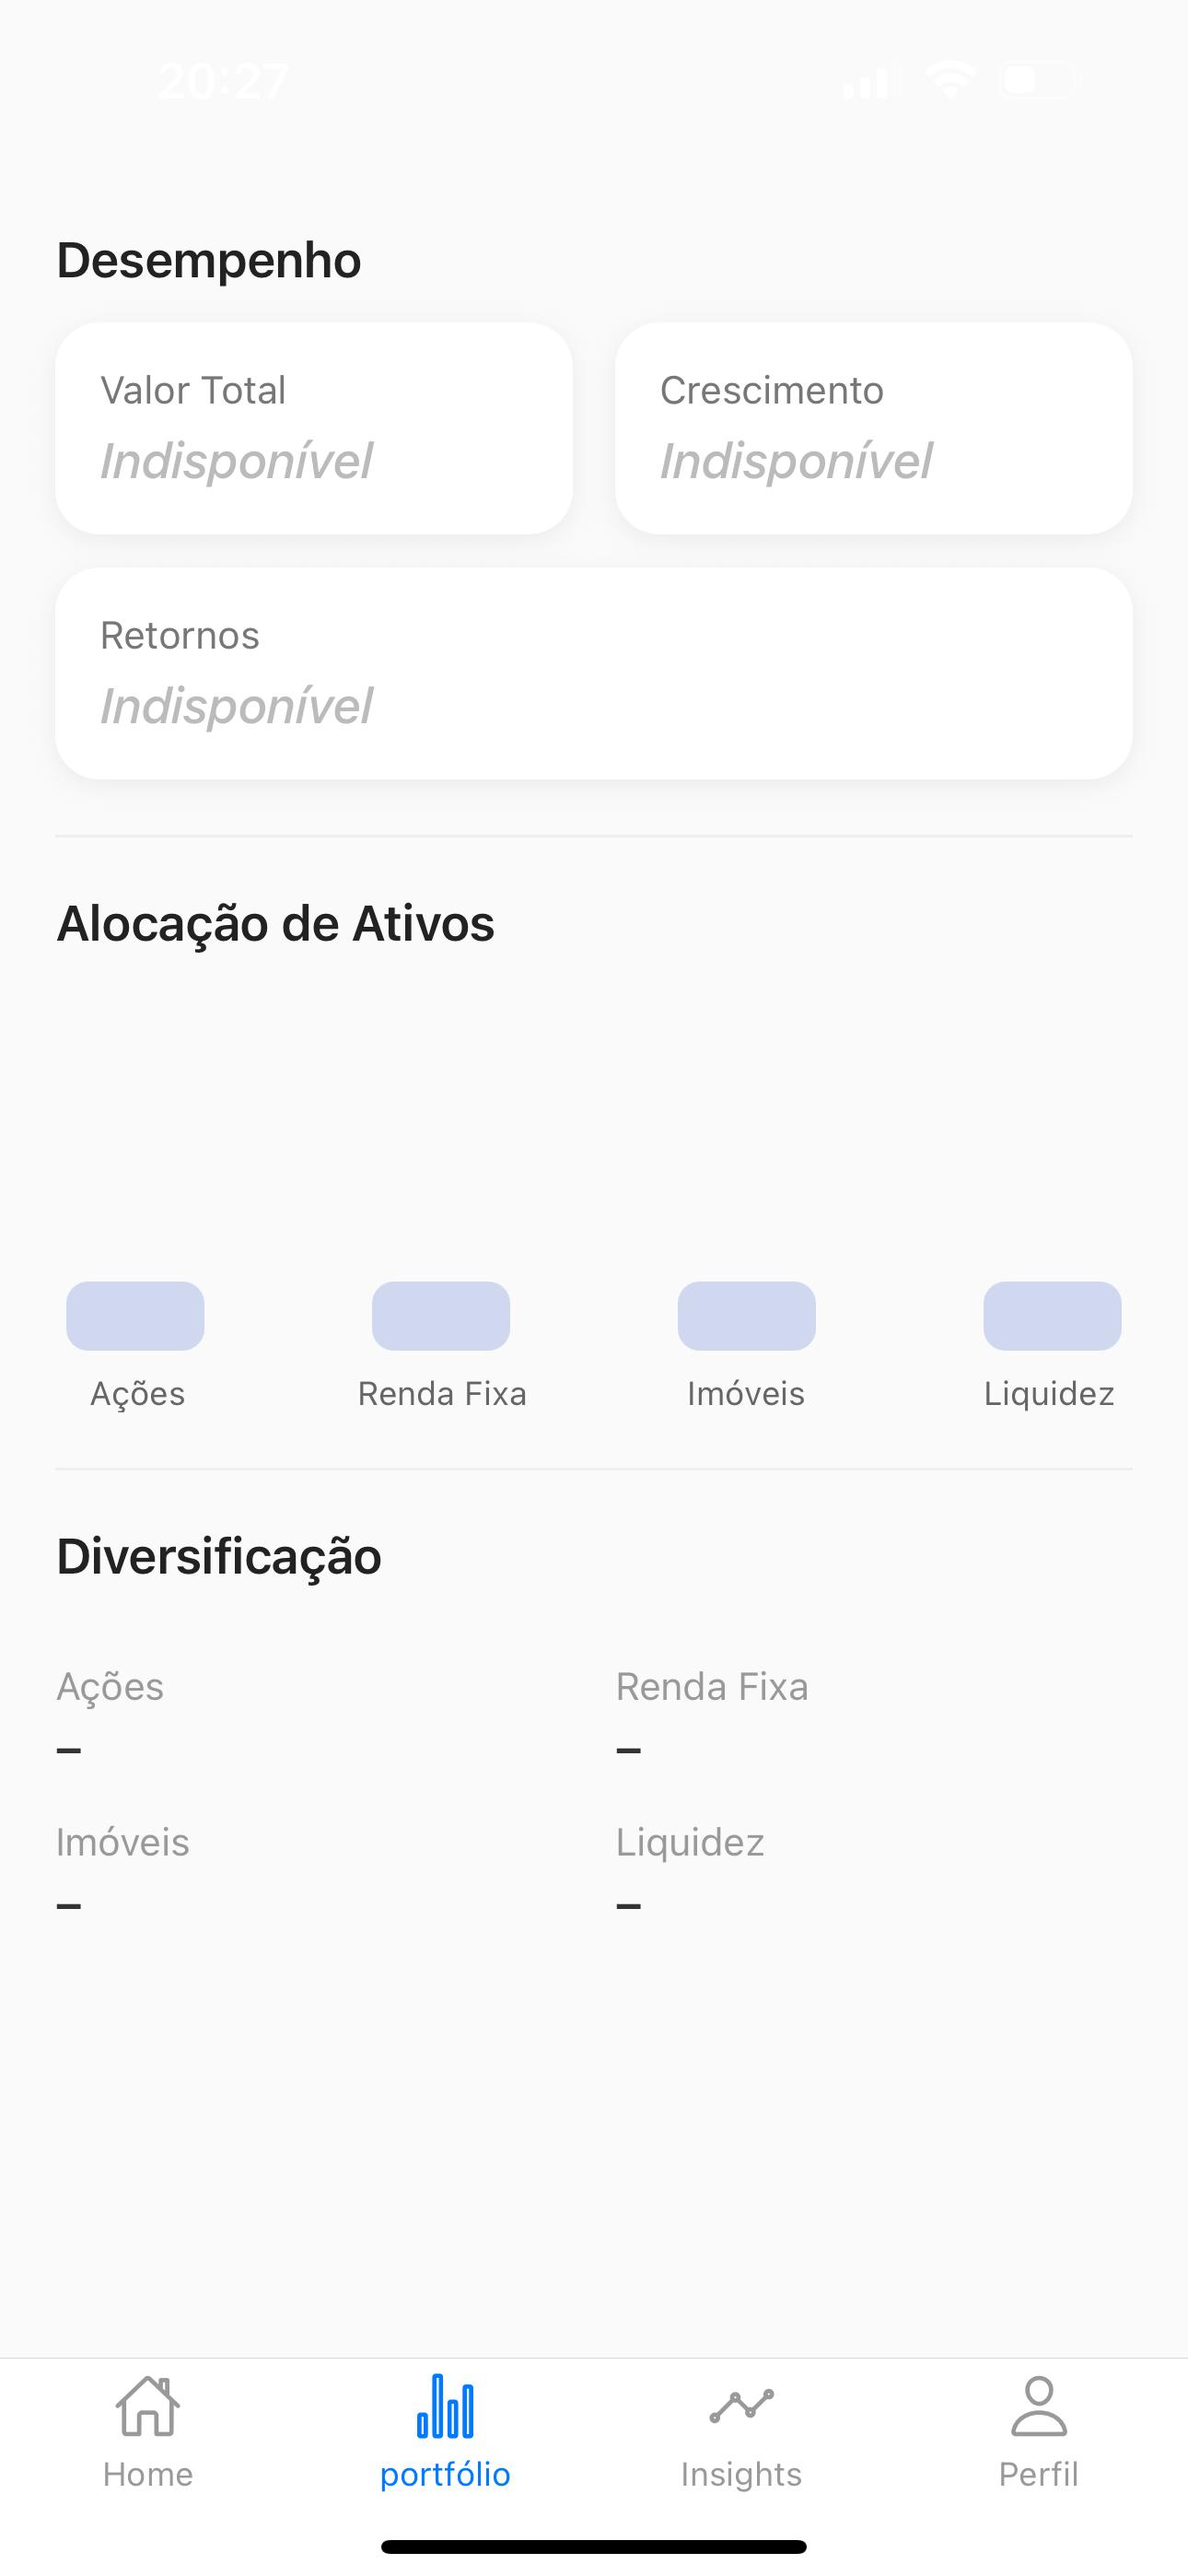 20:27
Desempenho
Valor Total
Indisponível
Crescimento
Indisponível
Retornos
Indisponível
Alocação de Ativos
Ações
Renda Fixa
Imóveis
Liquidez
Diversificação
Ações
–
Renda Fixa
–
Imóveis
–
Liquidez
–
Home
portfólio
Insights
Perfil